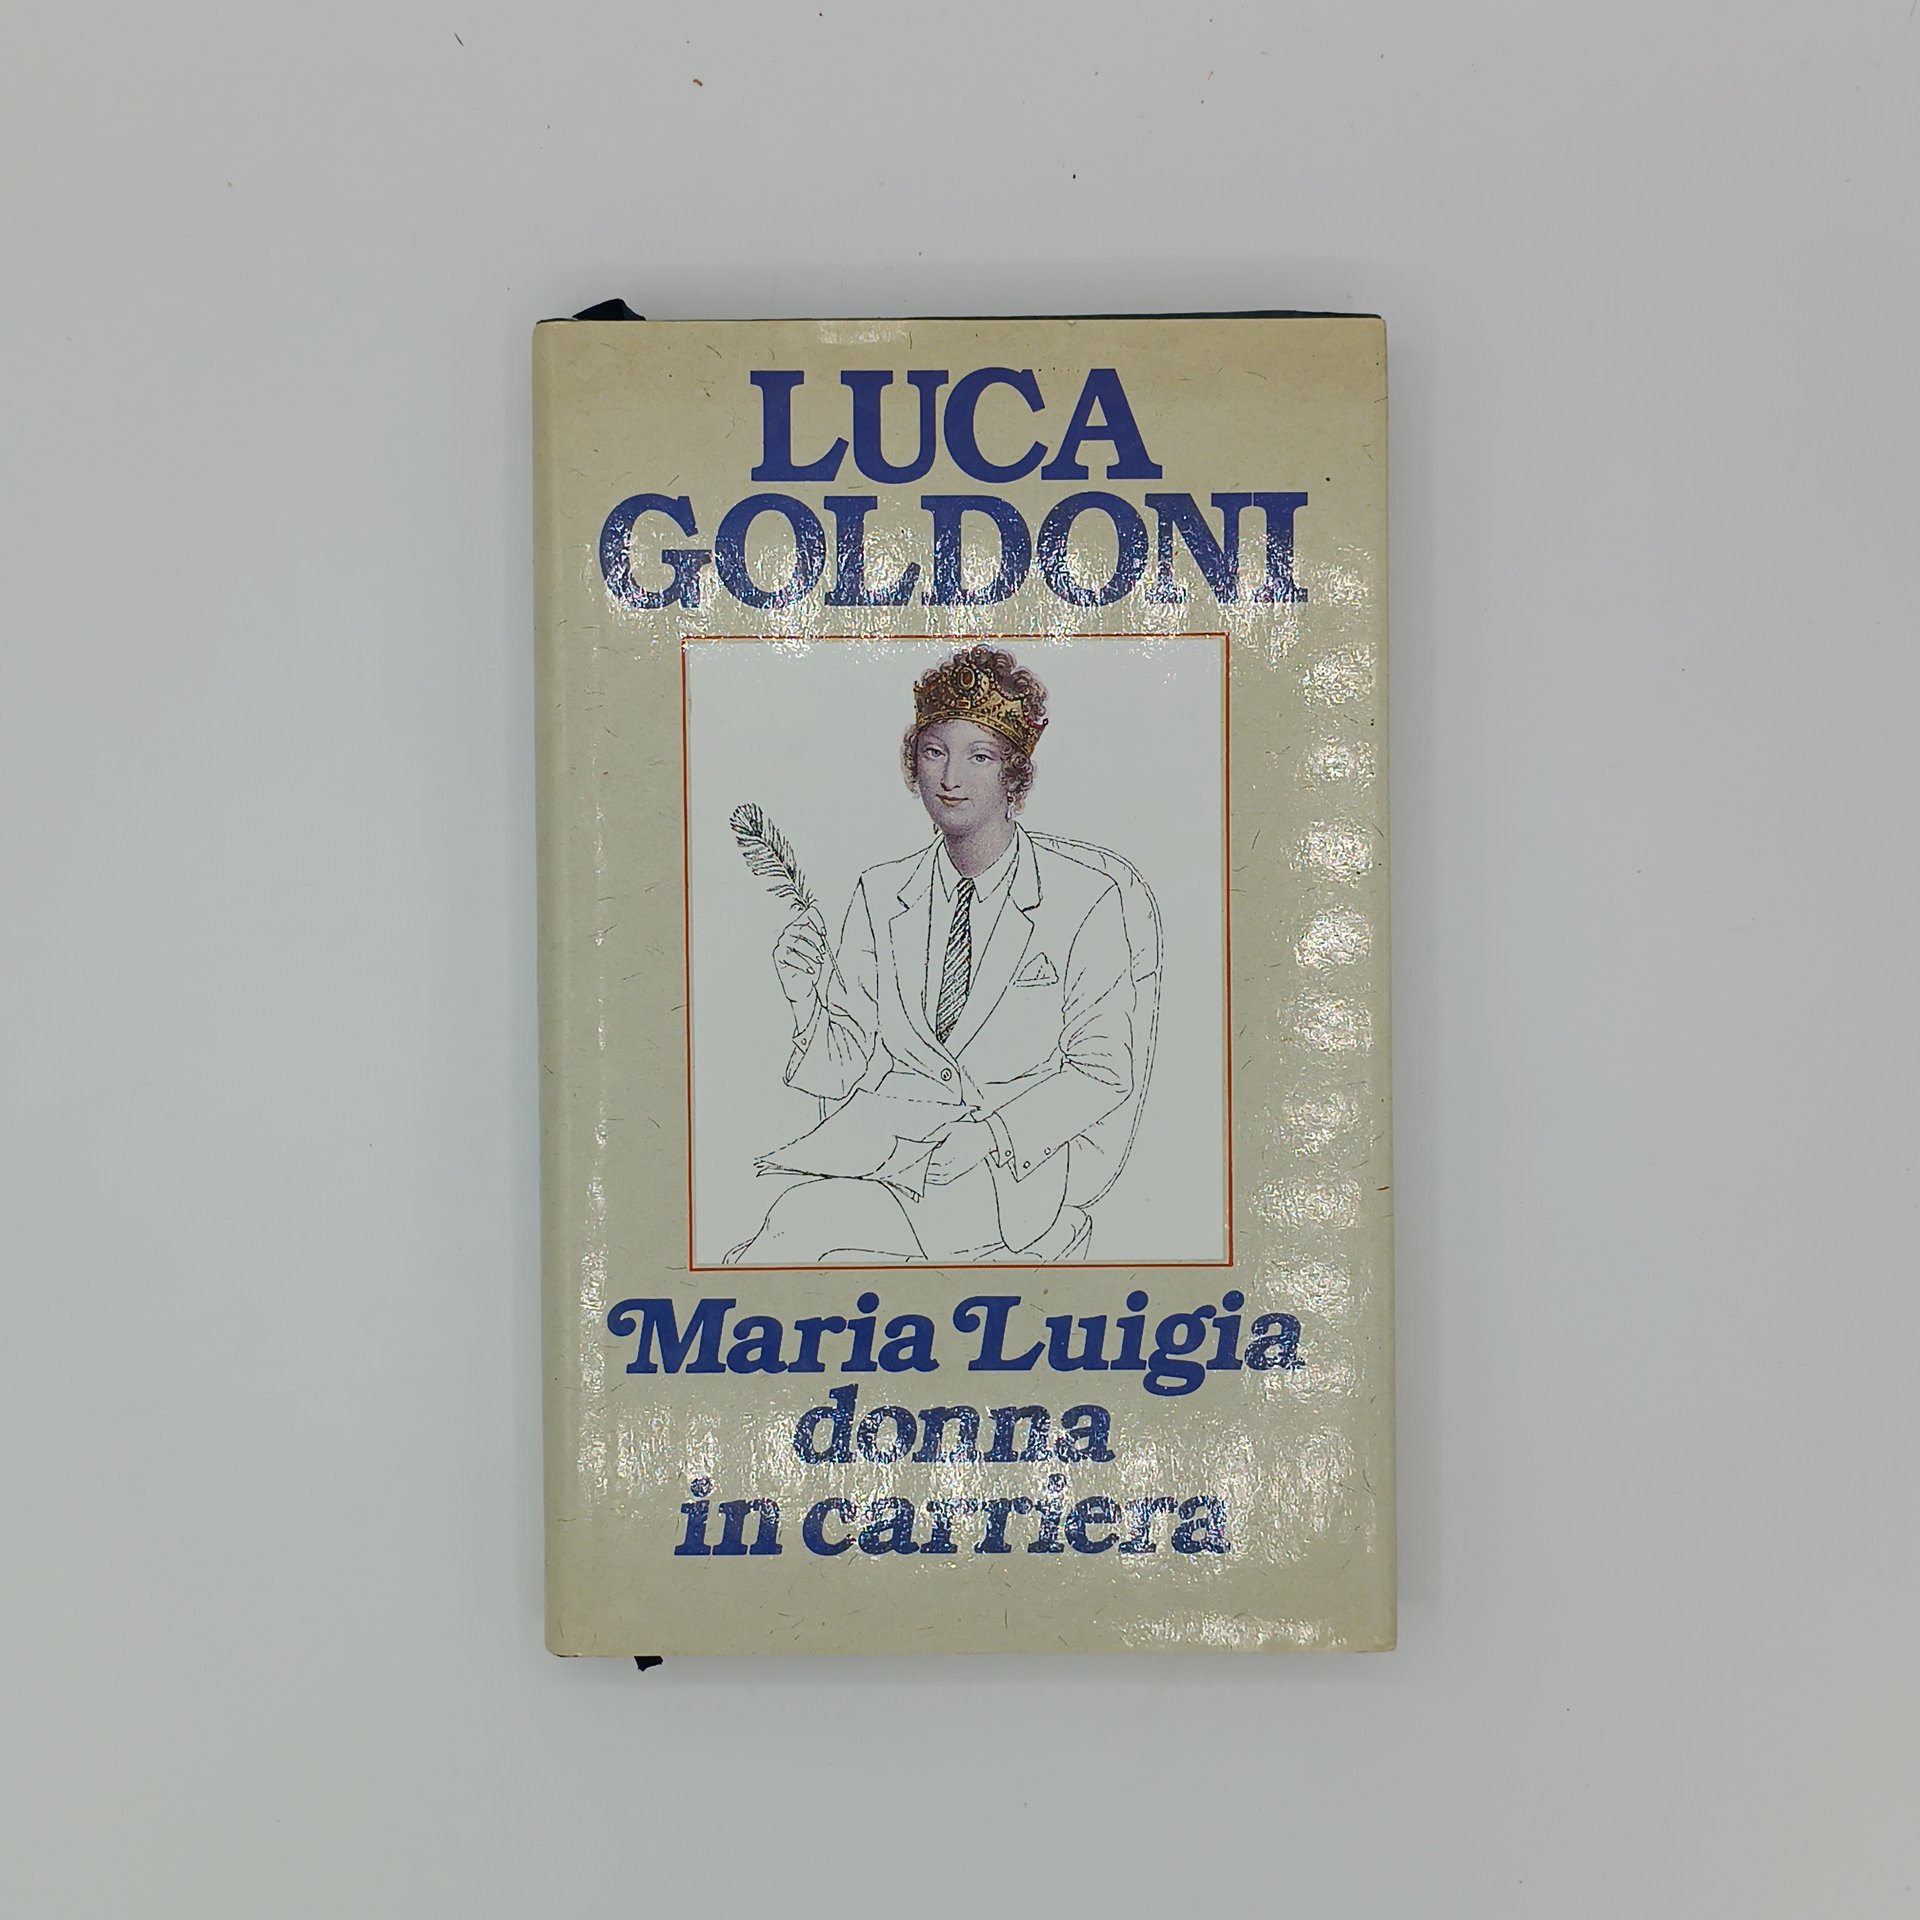 LUCA
GOLDONI
Maria Luigia
donna
in carriera